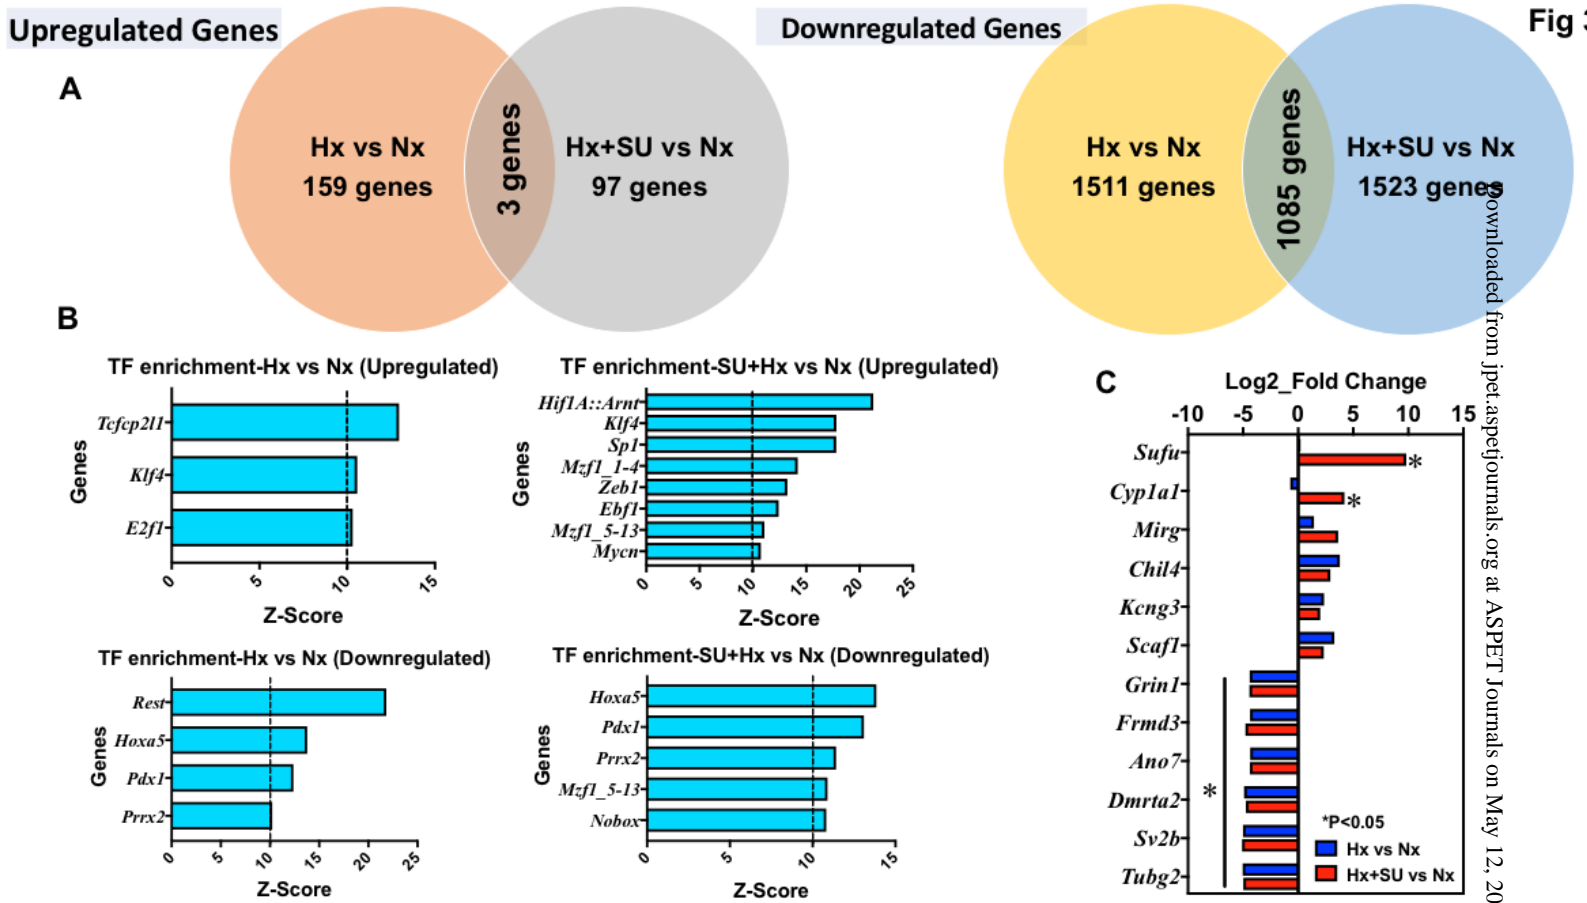 Upregulated Genes
Downregulated Genes
Fig 3
A
Hx vs Nx
159 genes
3 genes
Hx+SU vs Nx
97 genes
Hx vs Nx
1511 genes
1085 genes
Hx+SU vs Nx
1523 genes
B
TF enrichment-Hx vs Nx (Upregulated)
Genes
Tcfcp2l1
Klf4
E2f1
0 5 10 15
Z-Score
TF enrichment-SU+Hx vs Nx (Upregulated)
Genes
Hif1A::Arnt
Klf4
Sp1
Mzf1_1-4
Zeb1
Ebf1
Mzf1_5-13
Mycn
0 5 10 15 20 25
Z-Score
TF enrichment-Hx vs Nx (Downregulated)
Genes
Rest
Hoxa5
Pdx1
Prrx2
0 5 10 15 20 25
Z-Score
TF enrichment-SU+Hx vs Nx (Downregulated)
Genes
Hoxa5
Pdx1
Prrx2
Mzf1_5-13
Nobox
0 5 10 15
Z-Score
C
Log2_Fold Change
-10 -5 0 5 10 15
Sufu
*
Cyp1a1
*
Mirg
Chil4
Kcng3
Scaf1
Grin1
Frmd3
Ano7
Dmrta2
*
Sv2b
Tubg2
*P<0.05
Hx vs Nx
Hx+SU vs Nx
Downloaded from jpet.aspetjournals.org at ASPET Journals on May 12, 20